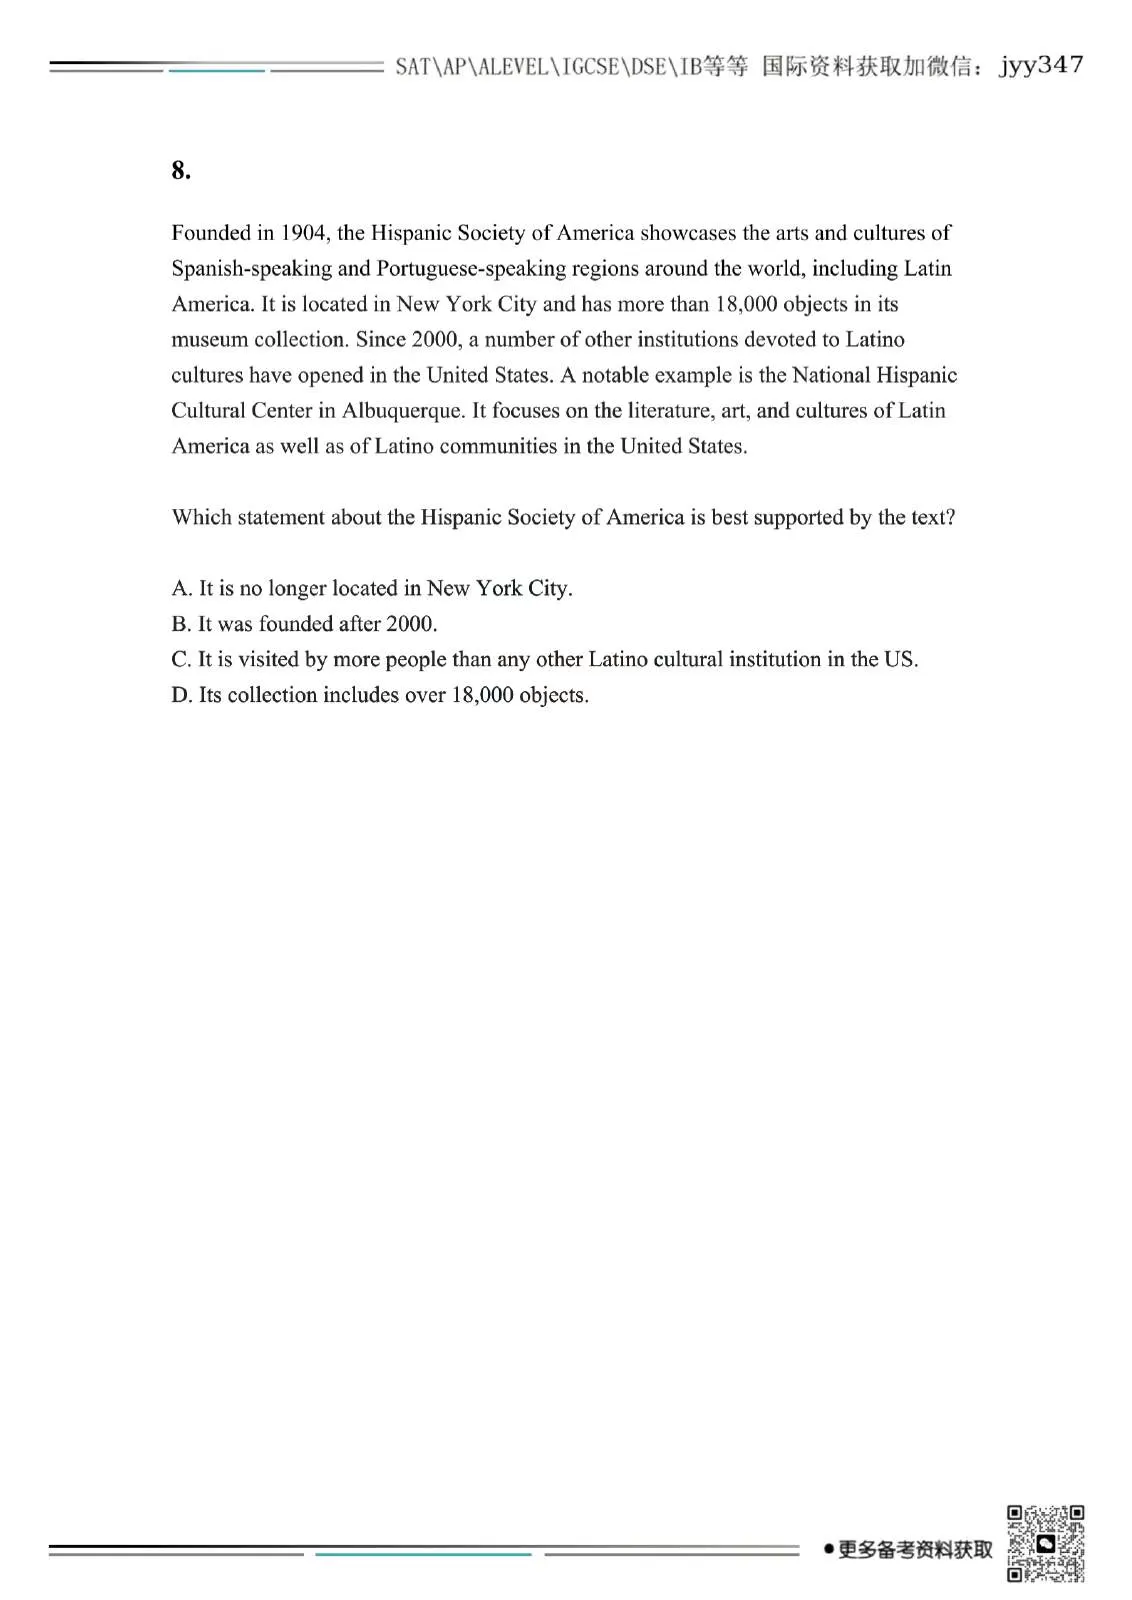 SAT\AP\ALEVEL\IGCSE\DSE\IB等等 国际资料获取加微信：jyy347
8.
Founded in 1904, the Hispanic Society of America showcases the arts and cultures of
Spanish-speaking and Portuguese-speaking regions around the world, including Latin
America. It is located in New York City and has more than 18,000 objects in its
museum collection. Since 2000, a number of other institutions devoted to Latino
cultures have opened in the United States. A notable example is the National Hispanic
Cultural Center in Albuquerque. It focuses on the literature, art, and cultures of Latin
America as well as of Latino communities in the United States.
Which statement about the Hispanic Society of America is best supported by the text?
A. It is no longer located in New York City.
B. It was founded after 2000.
C. It is visited by more people than any other Latino cultural institution in the US.
D. Its collection includes over 18,000 objects.
●更多备考资料获取